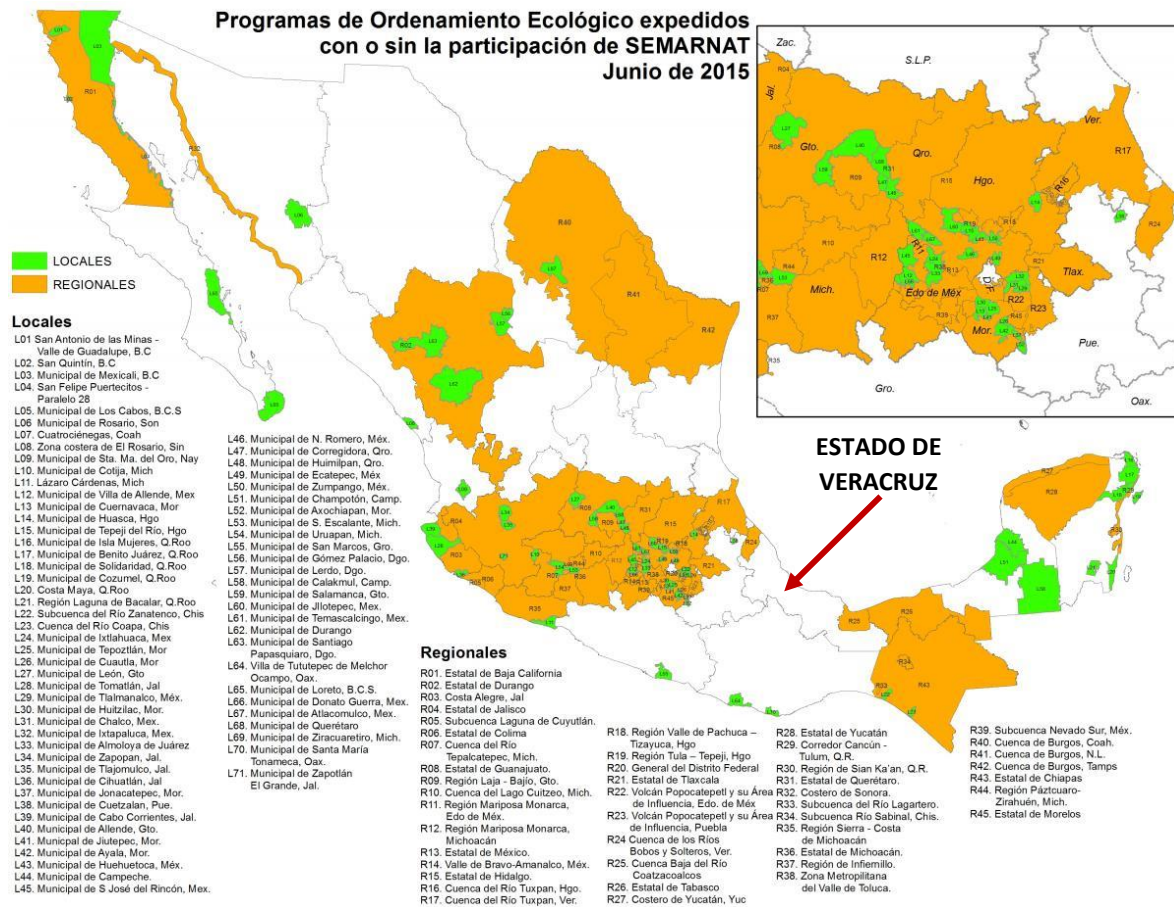 Programas de Ordenamiento Ecológico expedidos
con o sin la participación de SEMARNAT
Junio de 2015
LOCALES
REGIONALES
Locales
L01 San Antonio de las Minas -
Valle de Guadalupe, B.C
L02. San Quintín, B.C
L03. Municipal de Mexicali, B.C
L04. San Felipe Puertecitos -
Paralelo 28
L05. Municipal de Los Cabos, B.C.S
L06 Municipal de Rosario, Son
L07. Cuatrociénegas, Coah
L08. Zona costera de El Rosario, Sin
L09. Municipal de Sta. Ma. del Oro, Nay
L10. Municipal de Cotija, Mich
L11. Lázaro Cárdenas, Mich
L12 Municipal de Villa de Allende, Mex
L13 Municipal de Cuernavaca, Mor
L14 Municipal de Huasca, Hgo
L15 Municipal de Tepeji del Río, Hgo
L16 Municipal de Isla Mujeres, Q.Roo
L17 Municipal de Benito Juárez, Q.Roo
L18. Municipal de Solidaridad, Q.Roo
L19. Municipal de Cozumel, Q.Roo
L20. Costa Maya, Q.Roo
L21. Región Laguna de Bacalar, Q.Roo
L22. Subcuenca del Río Zanatenco, Chis
L23. Cuenca del Río Coapa, Chis
L24. Municipal de Ixtlahuaca, Mex
L25. Municipal de Tepoztlán, Mor
L26. Municipal de Cuautla, Mor
L27. Municipal de León, Gto
L28. Municipal de Tomatlán, Jal
L29. Municipal de Tlalmanalco, Méx.
L30. Municipal de Huitzilac, Mor.
L31. Municipal de Chalco, Mex.
L32. Municipal de Ixtapaluca, Mex.
L33. Municipal de Almoloya de Juárez
L34. Municipal de Zapopan, Jal.
L35. Municipal de Tlajomulco, Jal.
L36. Municipal de Cihuatlán, Jal
L37. Municipal de Jonacatepec, Mor.
L38. Municipal de Cuetzalan, Pue.
L39. Municipal de Cabo Corrientes, Jal.
L40. Municipal de Allende, Gto.
L41. Municipal de Jiutepec, Mor.
L42. Municipal de Ayala, Mor.
L43. Municipal de Huehuetoca, Méx.
L44. Municipal de Campeche.
L45. Municipal de S José del Rincón, Mex.
L46. Municipal de N. Romero, Méx.
L47. Municipal de Corregidora, Qro.
L48. Municipal de Huimilpan, Qro.
L49. Municipal de Ecatepec, Méx
L50. Municipal de Zumpango, Méx.
L51. Municipal de Champotón, Camp.
L52. Municipal de Axochiapan, Mor.
L53. Municipal de S. Escalante, Mich.
L54. Municipal de Uruapan, Mich.
L55. Municipal de San Marcos, Gro.
L56. Municipal de Gómez Palacio, Dgo.
L57. Municipal de Lerdo, Dgo.
L58. Municipal de Calakmul, Camp.
L59. Municipal de Salamanca, Gto.
L60. Municipal de JIlotepec, Mex.
L61. Municipal de Temascalcingo, Mex.
L62. Municipal de Durango
L63. Municipal de Santiago
Papasquiaro, Dgo.
L64. Villa de Tututepec de Melchor
Ocampo, Oax.
L65. Municipal de Loreto, B.C.S.
L66. Municipal de Donato Guerra, Mex.
L67. Municipal de Atlacomulco, Mex.
L68. Municipal de Querétaro
L69. Municipal de Ziracuaretiro, Mich.
L70. Municipal de Santa María
Tonameca, Oax.
L71. Municipal de Zapotlán
El Grande, Jal.
Regionales
R01. Estatal de Baja California
R02. Estatal de Durango
R03. Costa Alegre, Jal
R04. Estatal de Jalisco
R05. Subcuenca Laguna de Cuyutlán.
R06. Estatal de Colima
R07. Cuenca del Río
Tepalcatepec, Mich.
R08. Estatal de Guanajuato.
R09. Región Laja - Bajío, Gto.
R10. Cuenca del Lago Cuitzeo, Mich.
R11. Región Mariposa Monarca,
Edo de Méx.
R12. Región Mariposa Monarca,
Michoacán
R13. Estatal de México.
R14. Valle de Bravo-Amanalco, Méx.
R15. Estatal de Hidalgo.
R16. Cuenca del Río Tuxpan, Hgo.
R17. Cuenca del Río Tuxpan, Ver.
R18. Región Valle de Pachuca –
Tizayuca, Hgo
R19. Región Tula – Tepeji, Hgo
R20. General del Distrito Federal
R21. Estatal de Tlaxcala
R22. Volcán Popocatepetl y su Área
de Influencia, Edo. de Méx
R23. Volcán Popocatepetl y su Área
de Influencia, Puebla
R24 Cuenca de los Ríos
Bobos y Solteros, Ver.
R25. Cuenca Baja del Río
Coatzacoalcos
R26. Estatal de Tabasco
R27. Costero de Yucatán, Yuc
R28. Estatal de Yucatán
R29. Corredor Cancún -
Tulum, Q.R.
R30. Región de Sian Ka'an, Q.R.
R31. Estatal de Querétaro.
R32. Costero de Sonora.
R33. Subcuenca del Río Lagartero.
R34. Subcuenca Río Sabinal, Chis.
R35. Región Sierra - Costa
de Michoacán
R36. Estatal de Michoacán.
R37. Región de Infiernillo.
R38. Zona Metropolitana
del Valle de Toluca.
R39. Subcuenca Nevado Sur, Méx.
R40. Cuenca de Burgos, Coah.
R41. Cuenca de Burgos, N.L.
R42. Cuenca de Burgos, Tamps
R43. Estatal de Chiapas
R44. Región Páztcuaro-
Zirahuén, Mich.
R45. Estatal de Morelos
ESTADO DE
VERACRUZ
Zac.
S.L.P.
Jal.
Gto.
Qro.
Ver.
Hgo.
Mich.
Edo de Méx
D.F.
Tlax.
Mor.
Pue.
Gro.
Oax.
R04
R08
R09
R31
R15
R17
R16
R24
R10
R12
R11
R13
R21
R22
R23
R44
R37
R35
R39
R01
R40
R41
R42
R02
R03
R28
R26
R25
R34
R43